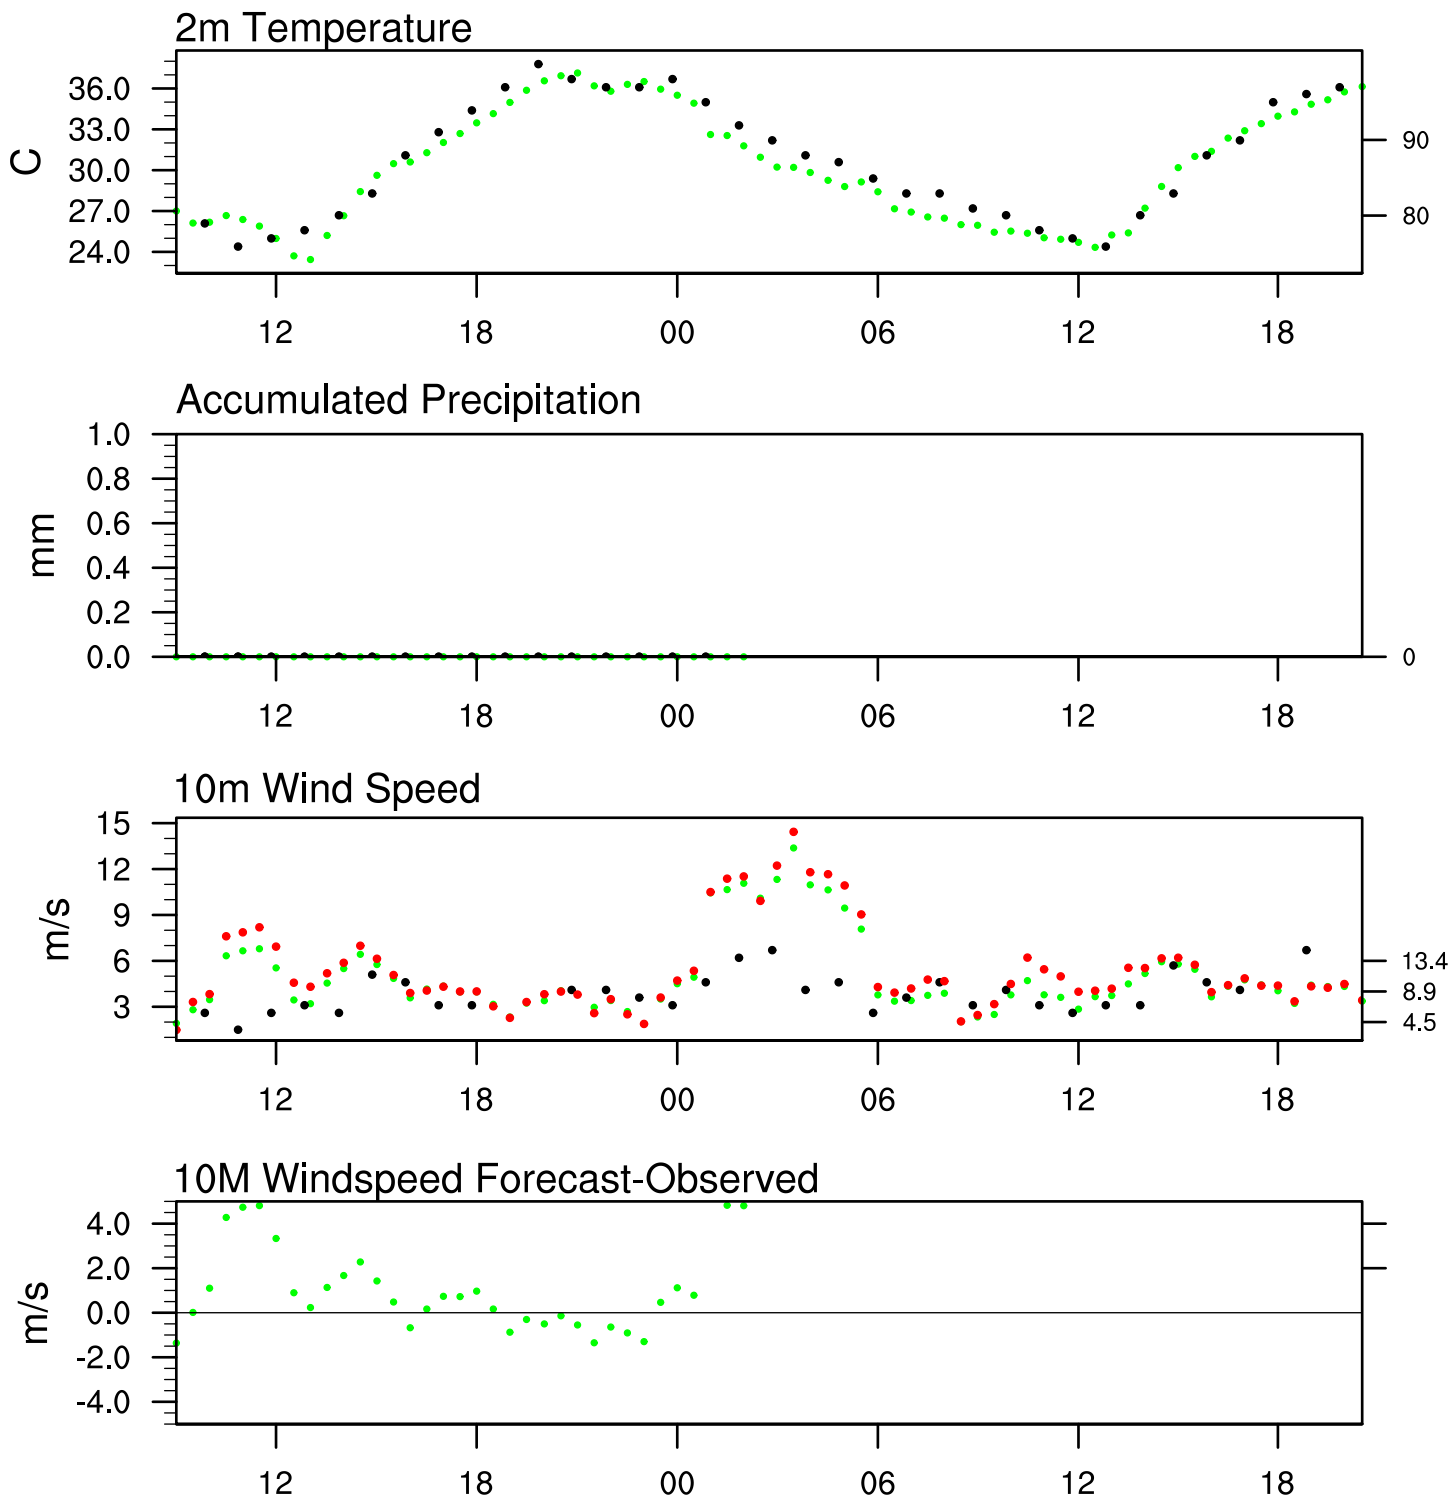 2m Temperature
36.0
33.0
30.0
27.0
24.0
C
90
80
12 18 00 06 12 18
Accumulated Precipitation
1.0
0.8
0.6
0.4
0.2
0.0
mm
0
12 18 00 06 12 18
10m Wind Speed
15
12
9
6
3
m/s
13.4
8.9
4.5
12 18 00 06 12 18
10M Windspeed Forecast-Observed
4.0
2.0
0.0
-2.0
-4.0
m/s
12 18 00 06 12 18